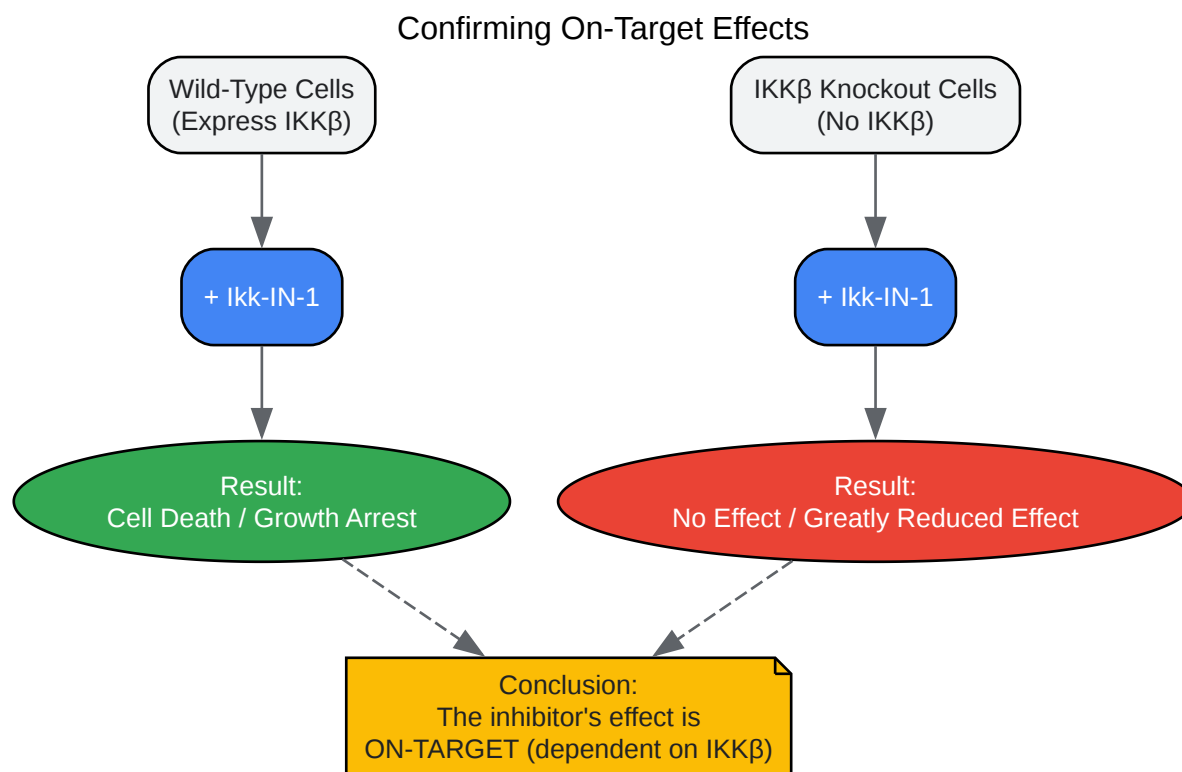 Confirming On-Target Effects
Wild-Type Cells
(Express IKKβ)
IKKβ Knockout Cells
(No IKKβ)
+ Ikk-IN-1
+ Ikk-IN-1
Result:
Cell Death / Growth Arrest
Result:
No Effect / Greatly Reduced Effect
Conclusion:
The inhibitor's effect is
ON-TARGET (dependent on IKKβ)